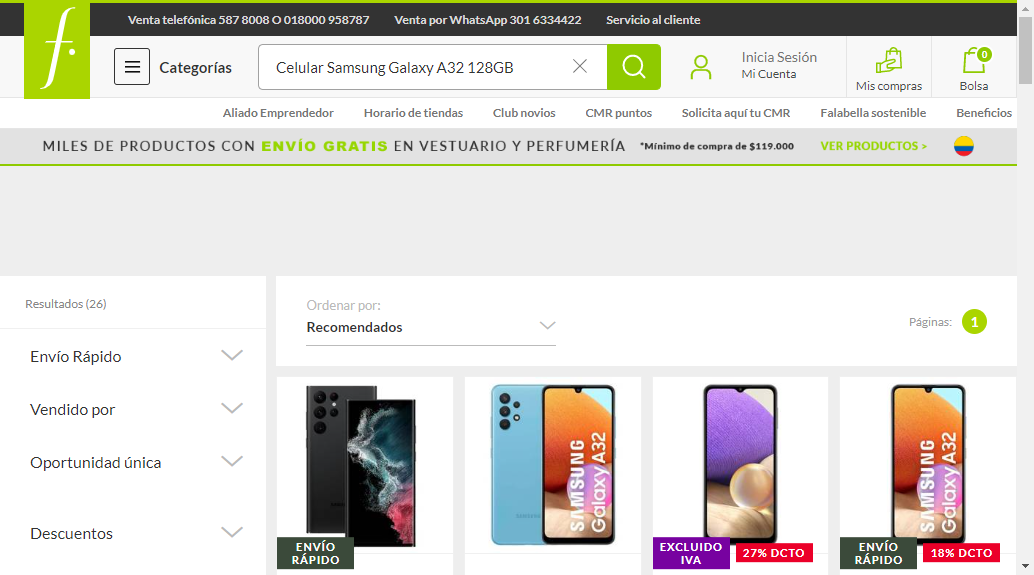 Venta telefónica 587 8008 O 018000 958787
Venta por WhatsApp 301 6334422
Servicio al cliente
f.
Categorías
Celular Samsung Galaxy A32 128GB
Inicia Sesión
Mi Cuenta
Mis compras
0
Bolsa
Aliado Emprendedor
Horario de tiendas
Club novios
CMR puntos
Solicita aquí tu CMR
Falabella sostenible
Beneficios
MILES DE PRODUCTOS CON ENVÍO GRATIS EN VESTUARIO Y PERFUMERÍA
*Mínimo de compra de $119.000
VER PRODUCTOS >
Resultados (26)
Envío Rápido
Vendido por
Oportunidad única
Descuentos
Ordenar por:
Recomendados
Páginas:
1
ENVÍO
RÁPIDO
SAMSUNG
Galaxy A32
EXCLUIDO
IVA
27% DCTO
SAMSUNG
Galaxy A32
ENVÍO
RÁPIDO
18% DCTO